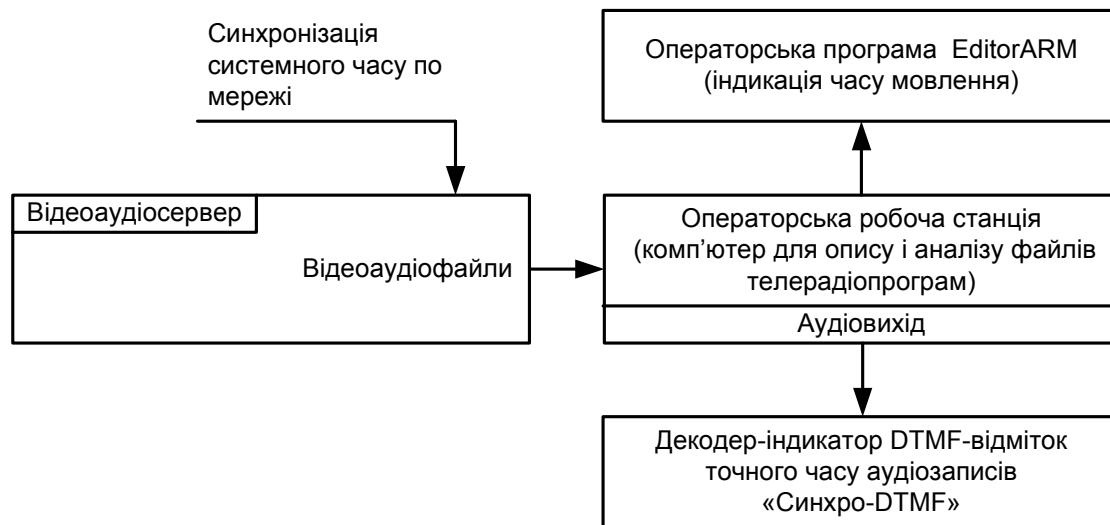 Синхронізація
системного часу по
мережі
Операторська програма EditorARM
(індикація часу мовлення)
Відеоаудіосервер
Відеоаудіофайли
Операторська робоча станція
(комп’ютер для опису і аналізу файлів
телерадіопрограм)
Аудіовихід
Декодер-індикатор DTMF-відміток
точного часу аудіозаписів
«Синхро-DTMF»